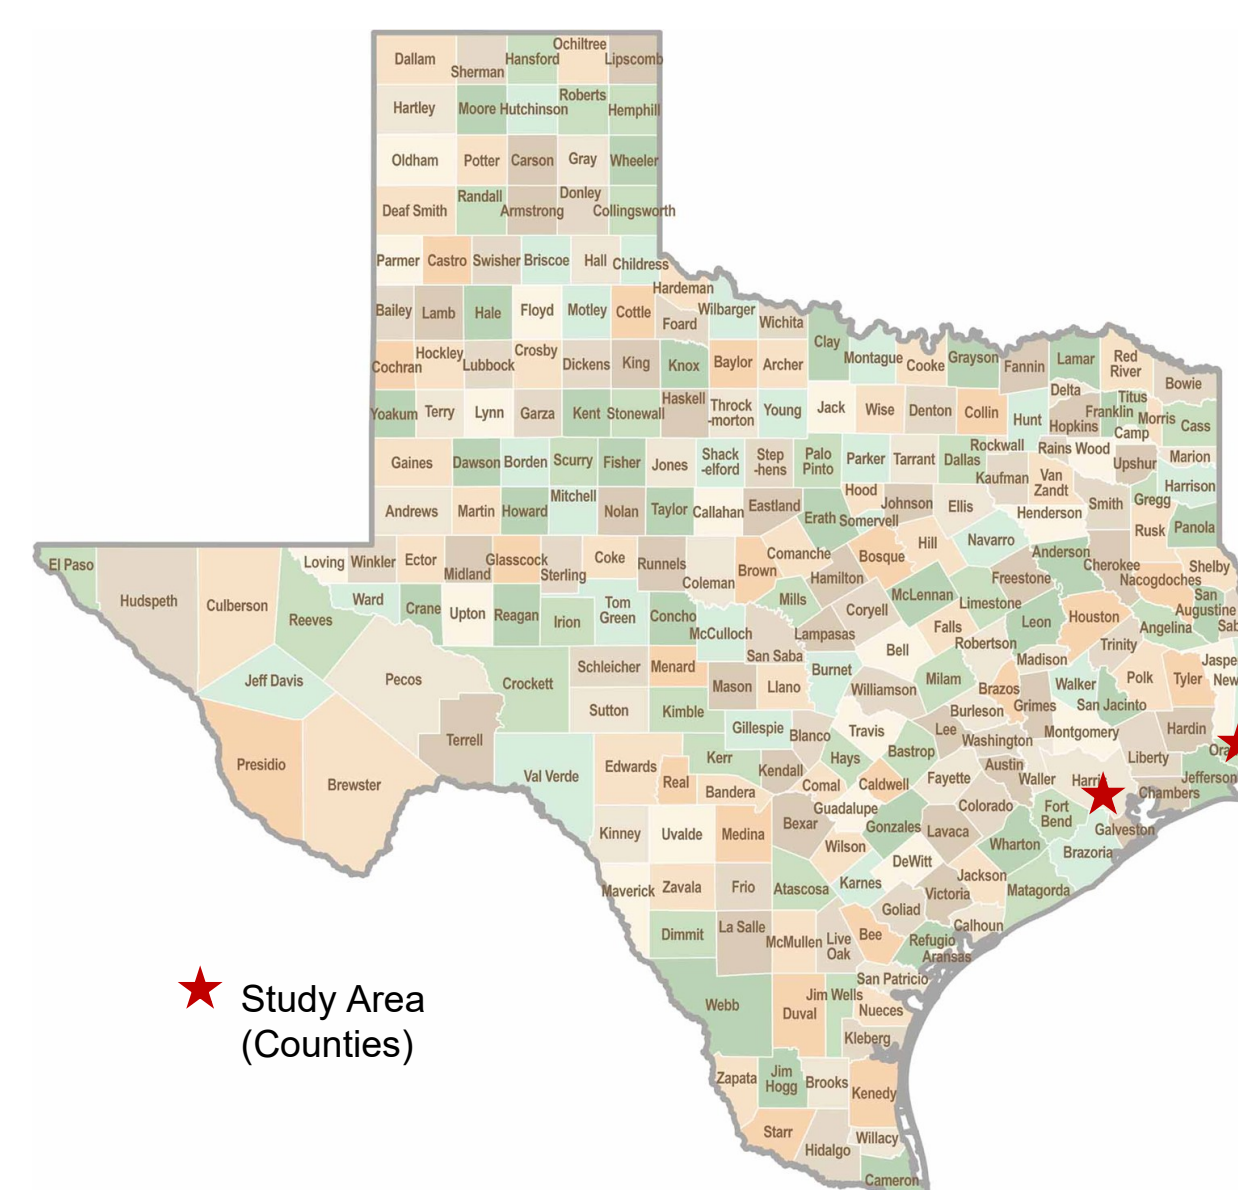 Dallam
Sherman
Hansford
Ochiltree
Lipscomb
Hartley
Moore
Hutchinson
Roberts
Hemphill
Oldham
Potter
Carson
Gray
Wheeler
Deaf Smith
Randall
Armstrong
Donley
Collingsworth
Parmer
Castro
Swisher
Briscoe
Hall
Childress
Hardeman
Bailey
Lamb
Hale
Floyd
Motley
Cottle
Foard
Wilbarger
Wichita
Clay
Montague
Cooke
Grayson
Fannin
Lamar
Red
River
Bowie
Cochran
Hockley
Lubbock
Crosby
Dickens
King
Knox
Baylor
Archer
Yoakum
Terry
Lynn
Garza
Kent
Stonewall
Haskell
Throck
-morton
Young
Jack
Wise
Denton
Collin
Hunt
Delta
Hopkins
Franklin
Titus
Camp
Morris
Cass
Gaines
Dawson
Borden
Scurry
Fisher
Jones
Shack
-elford
Step
-hens
Palo
Pinto
Parker
Tarrant
Dallas
Rockwall
Kaufman
Rains
Wood
Van
Zandt
Upshur
Marion
Harrison
Gregg
Smith
Andrews
Martin
Howard
Mitchell
Nolan
Taylor
Callahan
Eastland
Erath
Hood
Somervell
Johnson
Ellis
Henderson
Navarro
Rusk
Panola
El Paso
Hudspeth
Culberson
Reeves
Loving
Winkler
Ector
Midland
Glasscock
Sterling
Coke
Runnels
Coleman
Brown
Comanche
Hamilton
Bosque
Hill
Freestone
Anderson
Cherokee
Nacogdoches
Shelby
San
Augustine
Sab
Ward
Crane
Upton
Reagan
Irion
Tom
Green
Concho
McCulloch
San Saba
Mills
Lampasas
Coryell
McLennan
Limestone
Falls
Leon
Houston
Angelina
Trinity
Jeff Davis
Pecos
Crockett
Schleicher
Menard
Mason
Llano
Burnet
Bell
Williamson
Milam
Robertson
Brazos
Madison
Walker
San Jacinto
Polk
Tyler
Jaspe
New
Presidio
Brewster
Terrell
Sutton
Kimble
Gillespie
Blanco
Travis
Bastrop
Lee
Burleson
Washington
Grimes
Montgomery
Liberty
Hardin
Ora
Jefferson
Chambers
Val Verde
Edwards
Real
Kerr
Bandera
Kendall
Hays
Comal
Caldwell
Guadalupe
Fayette
Austin
Waller
Harri
Colorado
Fort
Bend
Galveston
Brazoria
Kinney
Uvalde
Medina
Bexar
Wilson
Gonzales
Lavaca
Wharton
Jackson
Matagorda
Maverick
Zavala
Frio
Atascosa
Karnes
DeWitt
Victoria
Goliad
Calhoun
Dimmit
La Salle
McMullen
Live
Oak
Bee
Refugio
Aransas
San Patricio
Webb
Duval
Jim Wells
Nueces
Kleberg
Zapata
Jim
Hogg
Brooks
Kenedy
Starr
Hidalgo
Willacy
Cameron
Study Area
(Counties)